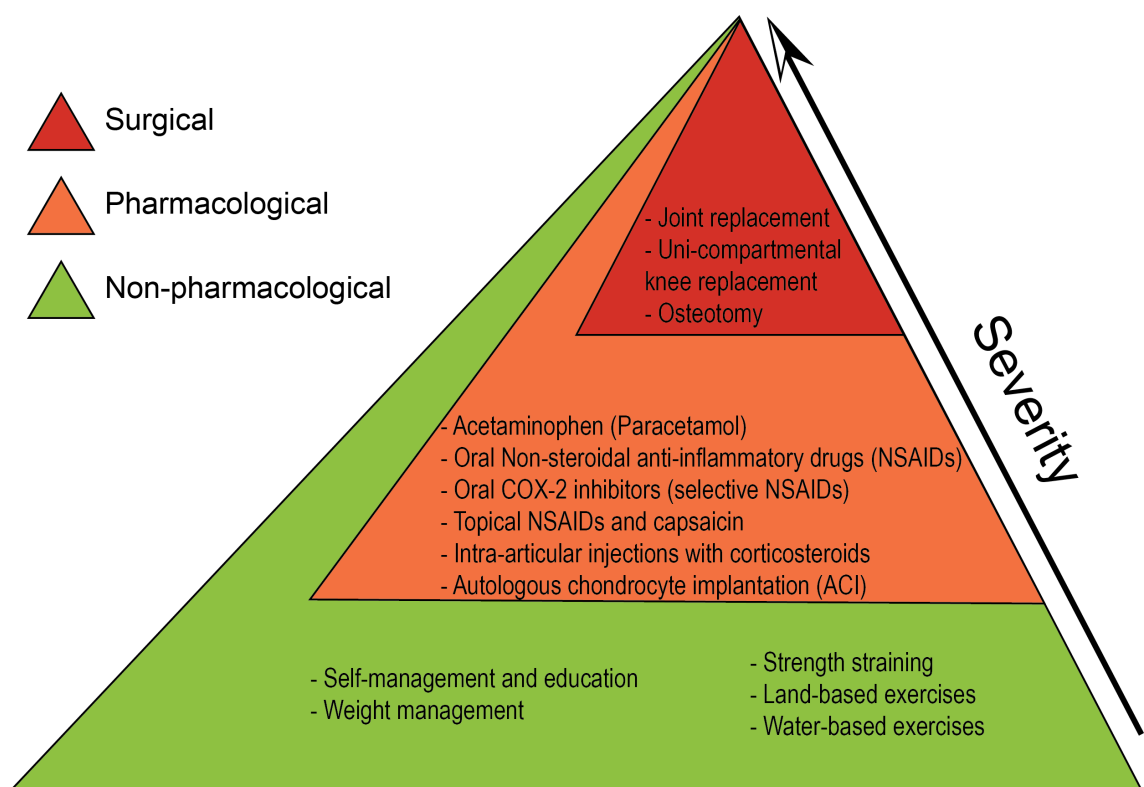 Surgical
Pharmacological
Non-pharmacological
- Joint replacement
- Uni-compartmental
knee replacement
- Osteotomy
Severity
- Acetaminophen (Paracetamol)
- Oral Non-steroidal anti-inflammatory drugs (NSAIDs)
- Oral COX-2 inhibitors (selective NSAIDs)
- Topical NSAIDs and capsaicin
- Intra-articular injections with corticosteroids
- Autologous chondrocyte implantation (ACI)
- Self-management and education
- Weight management
- Strength straining
- Land-based exercises
- Water-based exercises